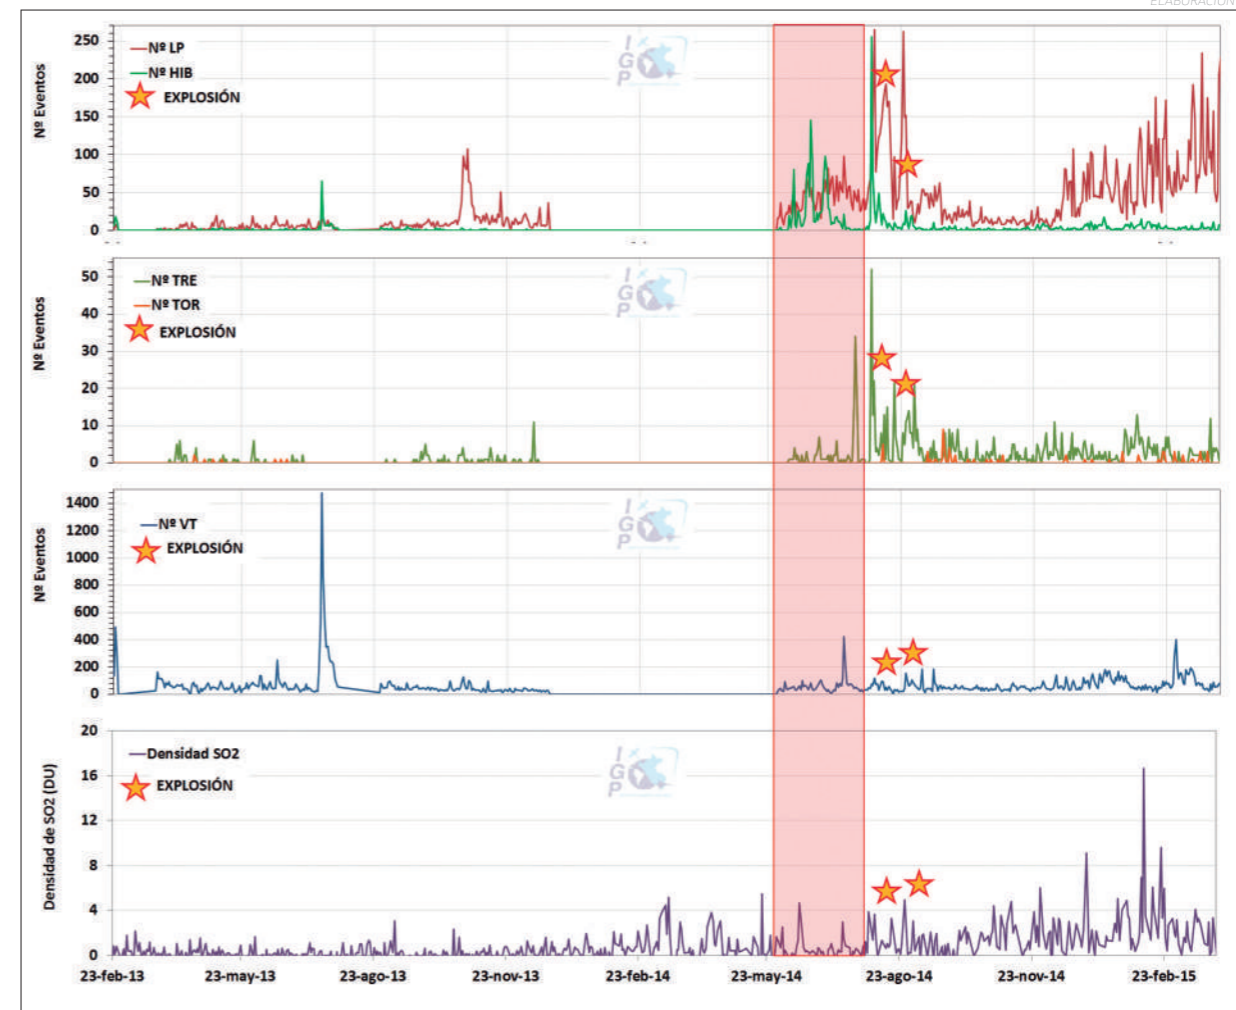 ELABORACIÓN
250
200
150
100
50
0
Nº Eventos
Nº LP
Nº HIB
EXPLOSIÓN
I
G
P
50
40
30
20
10
0
Nº Eventos
Nº TRE
Nº TOR
EXPLOSIÓN
I
G
P
1400
1200
1000
800
600
400
200
0
Nº Eventos
Nº VT
EXPLOSIÓN
I
G
P
20
16
12
8
4
0
Densidad de SO2 (DU)
Densidad SO2
EXPLOSIÓN
I
G
P
23-feb-13 23-may-13 23-ago-13 23-nov-13 23-feb-14 23-may-14 23-ago-14 23-nov-14 23-feb-15